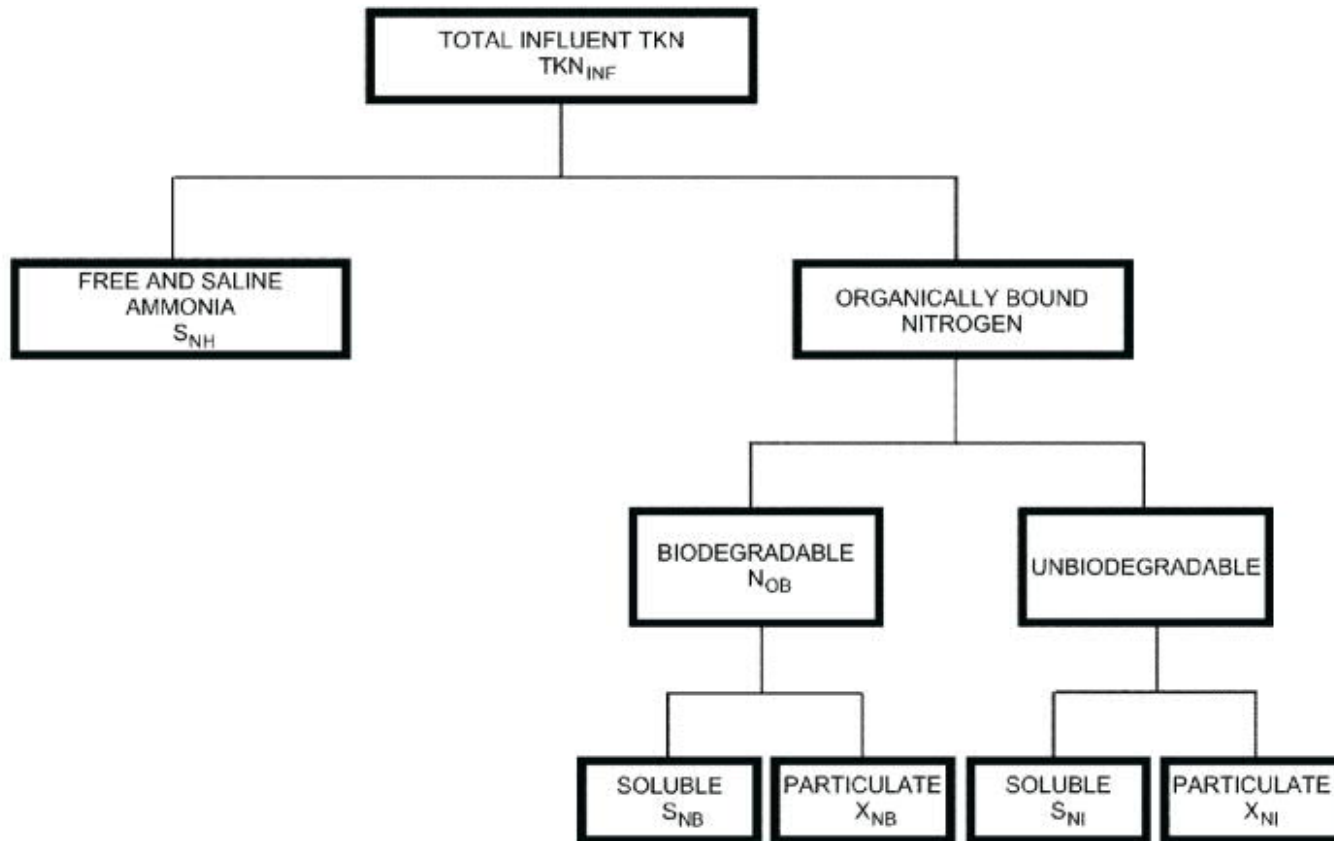 TOTAL INFLUENT TKN
TKN_INF
FREE AND SALINE
AMMONIA
S_NH
ORGANICALLY BOUND
NITROGEN
BIODEGRADABLE
N_OB
UNBIODEGRADABLE
SOLUBLE
S_NB
PARTICULATE
X_NB
SOLUBLE
S_NI
PARTICULATE
X_NI